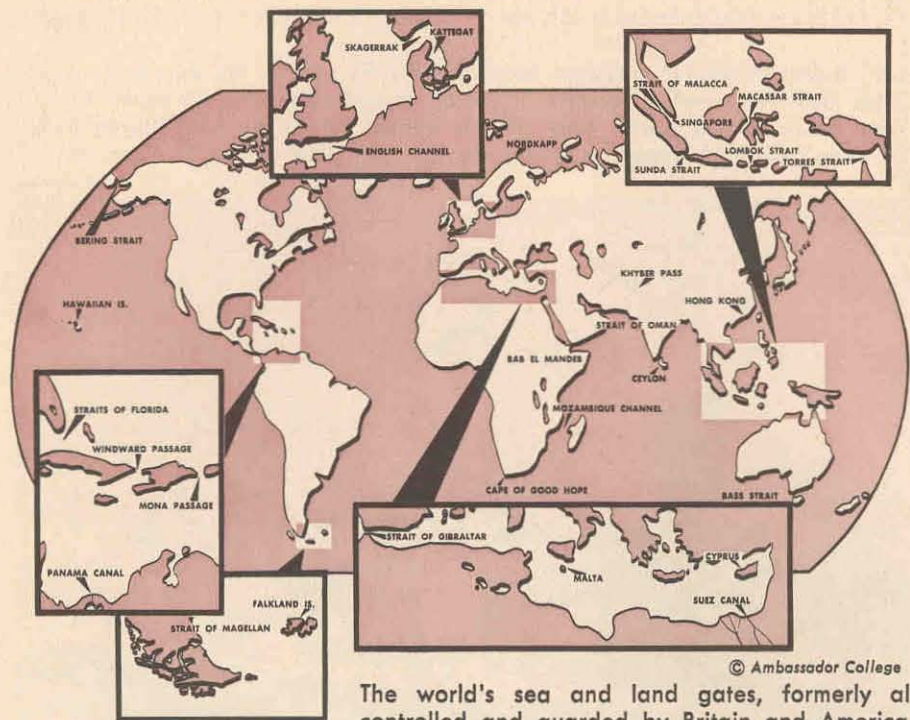 SKAGERRAK
KATTEGAT
ENGLISH CHANNEL
STRAIT OF MALACCA
MACASSAR STRAIT
SINGAPORE
LOMBOK STRAIT
SUNDA STRAIT
TORRES STRAIT
NORDKAPP
BERING STRAIT
HAWAIIAN IS.
KHYBER PASS
HONG KONG
STRAIT OF OMAN
BAB EL MANDEB
CEYLON
MOZAMBIQUE CHANNEL
CAPE OF GOOD HOPE
BASS STRAIT
STRAITS OF FLORIDA
WINDWARD PASSAGE
MONA PASSAGE
PANAMA CANAL
FALKLAND IS.
STRAIT OF MAGELLAN
STRAIT OF GIBRALTAR
MALTA
CYPRUS
SUEZ CANAL
© Ambassador College
The world's sea and land gates, formerly al
controlled and guarded by Britain and America